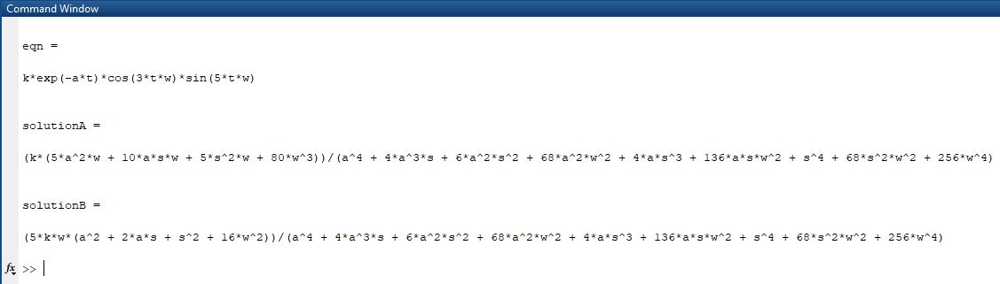 Command Window
eqn =
k*exp(-a*t)*cos(3*t*w)*sin(5*t*w)
solutionA =
(k*(5*a^2*w + 10*a*s*w + 5*s^2*w + 80*w^3))/(a^4 + 4*a^3*s + 6*a^2*s^2 + 68*a^2*w^2 + 4*a*s^3 + 136*a*s*w^2 + s^4 + 68*s^2*w^2 + 256*w^4)
solutionB =
(5*k*w*(a^2 + 2*a*s + s^2 + 16*w^2))/(a^4 + 4*a^3*s + 6*a^2*s^2 + 68*a^2*w^2 + 4*a*s^3 + 136*a*s*w^2 + s^4 + 68*s^2*w^2 + 256*w^4)
fx >>